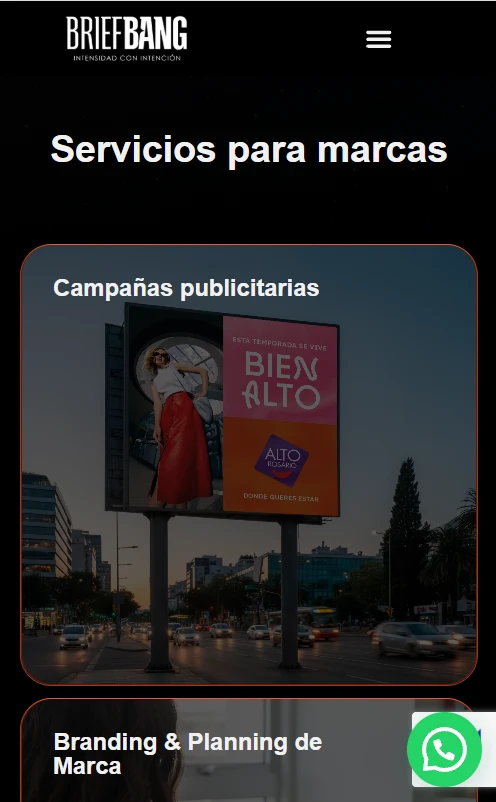 BRIEFBANG
INTENSIDAD CON INTENCIÓN
Servicios para marcas
Campañas publicitarias
ESTA TEMPORADA SE VIVE
BIEN
ALTO
ALTO
ROSARIO
DONDE QUERES ESTAR
Branding & Planning de
Marca